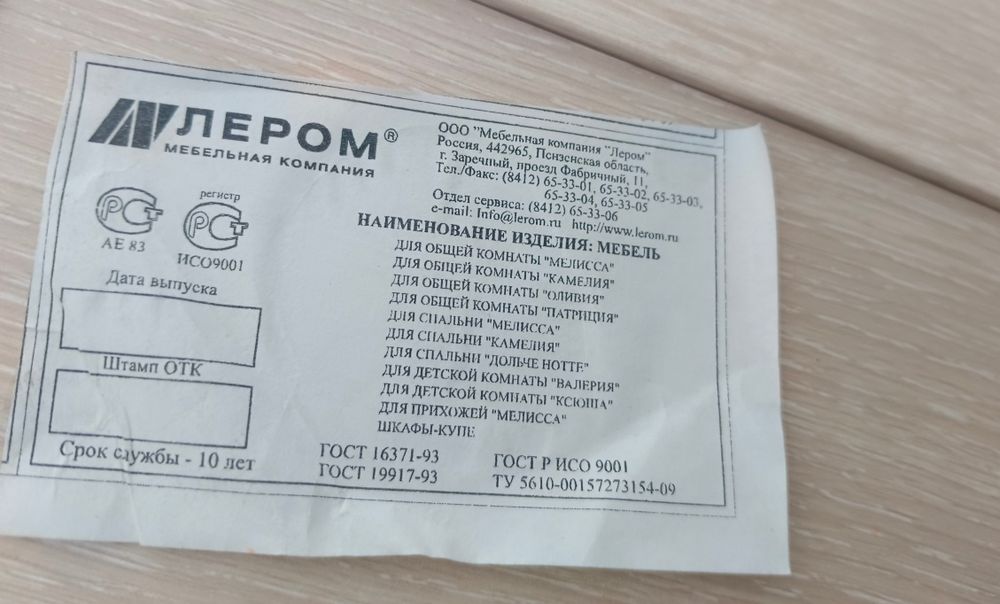 ЛЕРОМ®
МЕБЕЛЬНАЯ КОМПАНИЯ
РСТ
АЕ 83
регистр
РСТ
ИСО9001
Дата выпуска
Штамп ОТК
Срок службы - 10 лет
ООО "Мебельная компания "Лером"
Россия, 442965, Пензенская область,
г. Заречный, проезд Фабричный, 11,
Тел./Факс: (8412) 65-33-01, 65-33-02, 65-33-03,
65-33-04, 65-33-05
Отдел сервиса: (8412) 65-33-06
e-mail: Info@lerom.ru http://www.lerom.ru
НАИМЕНОВАНИЕ ИЗДЕЛИЯ: МЕБЕЛЬ
ДЛЯ ОБЩЕЙ КОМНАТЫ "МЕЛИССА"
ДЛЯ ОБЩЕЙ КОМНАТЫ "КАМЕЛИЯ"
ДЛЯ ОБЩЕЙ КОМНАТЫ "ОЛИВИЯ"
ДЛЯ ОБЩЕЙ КОМНАТЫ "ПАТРИЦИЯ"
ДЛЯ СПАЛЬНИ "МЕЛИССА"
ДЛЯ СПАЛЬНИ "КАМЕЛИЯ"
ДЛЯ СПАЛЬНИ "ДОЛЬЧЕ НОТТЕ"
ДЛЯ ДЕТСКОЙ КОМНАТЫ "ВАЛЕРИЯ"
ДЛЯ ДЕТСКОЙ КОМНАТЫ "КСЮША"
ДЛЯ ПРИХОЖЕЙ "МЕЛИССА"
ШКАФЫ-КУПЕ
ГОСТ 16371-93
ГОСТ 19917-93
ГОСТ Р ИСО 9001
ТУ 5610-00157273154-09